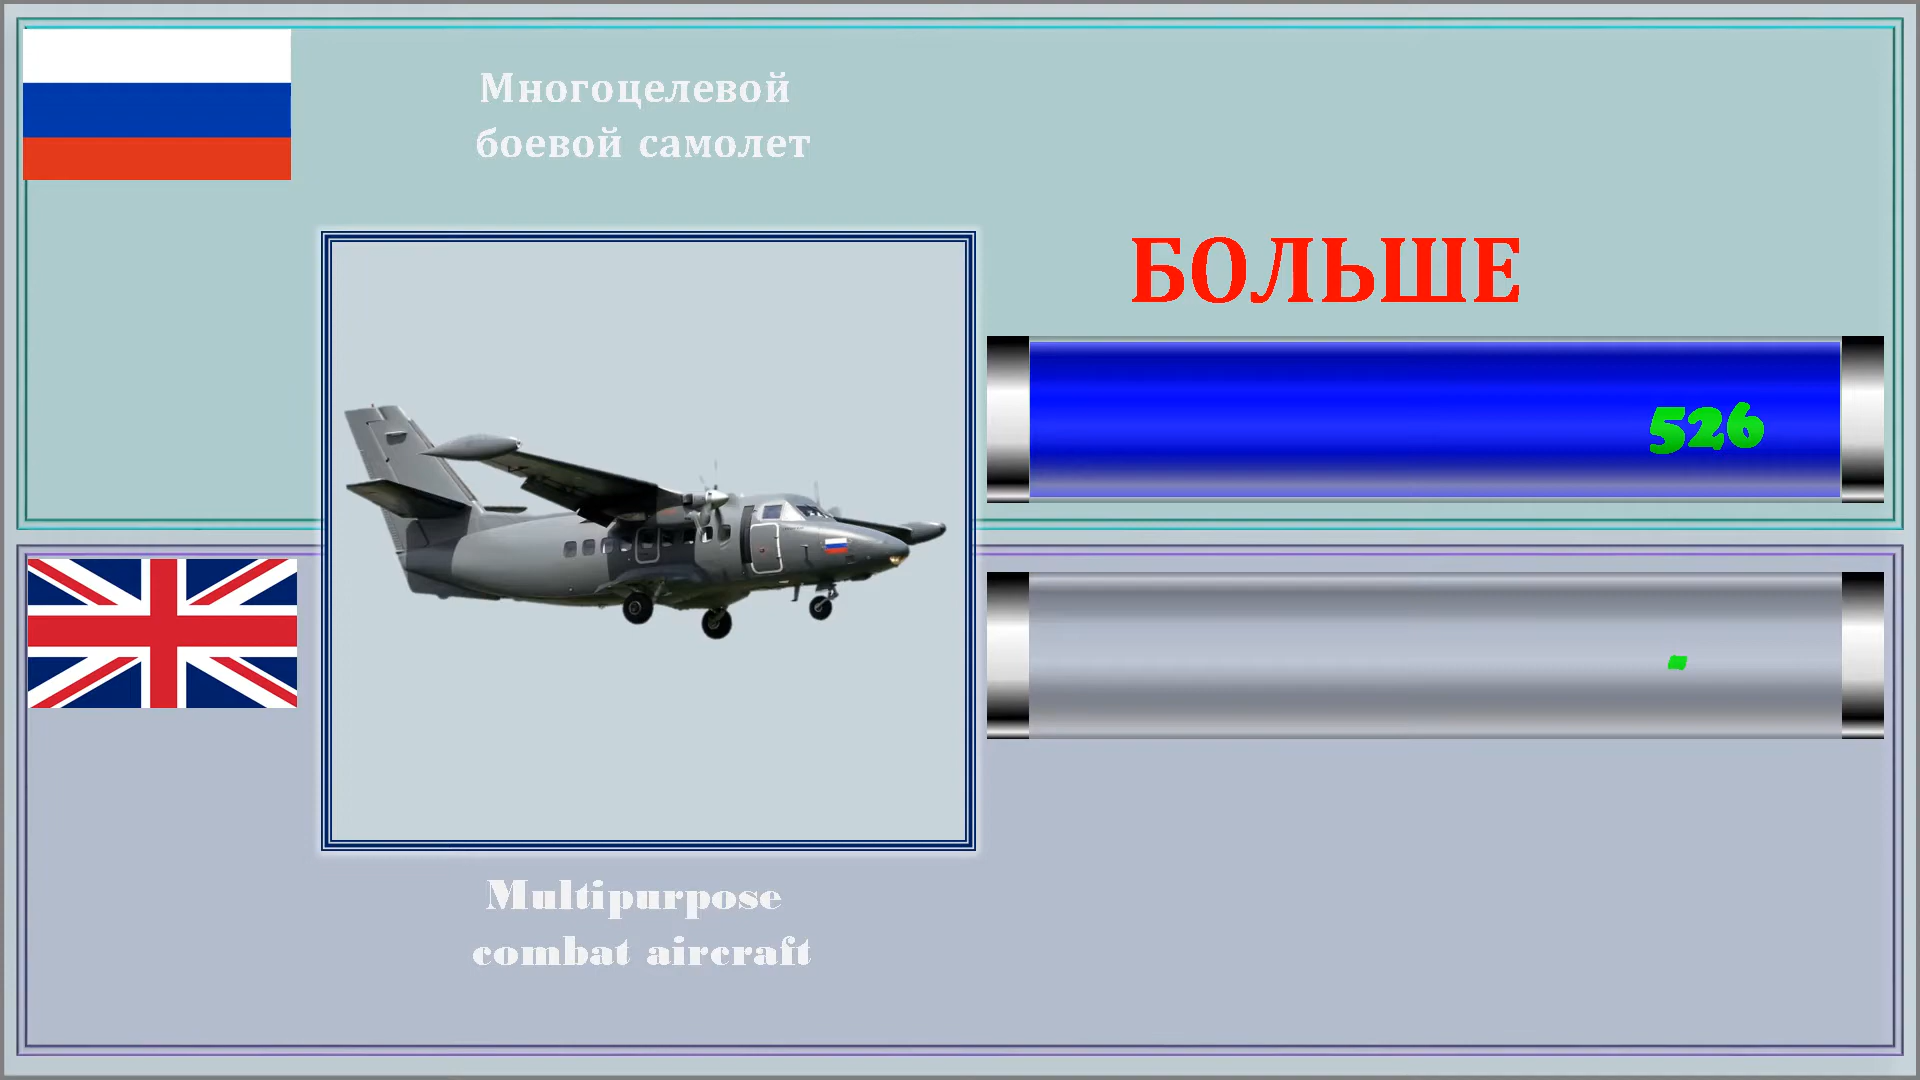 Многоцелевой
боевой самолет
БОЛЬШЕ
526
-
Multipurpose
combat aircraft